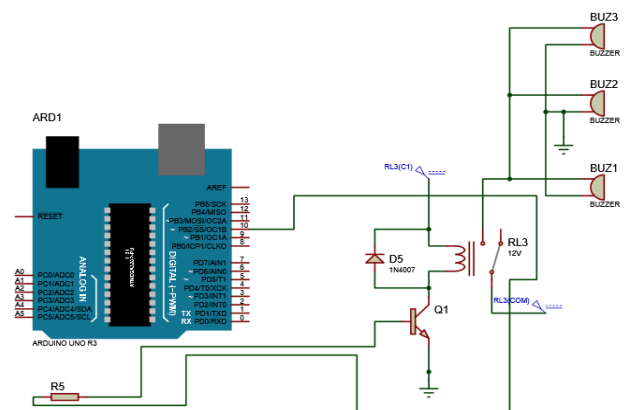 BUZ3
BUZZER
BUZ2
BUZZER
BUZ1
BUZZER
ARD1
RESET
AREF
PB5/SCK 13
PB4/MISO 12
~PB3/MOSI/OC2A 11
~PB2/SS/OC1B 10
~PB1/OC1A 9
PB0/ICP1/CLKO 8
PD7/AIN1 7
~PD6/AIN0 6
~PD5/T1 5
PD4/T0/XCK 4
~PD3/INT1 3
PD2/INT0 2
TX PD1/TXD 1
RX PD0/RXD 0
DIGITAL (~PWM)
ANALOG IN
A0 PC0/ADC0
A1 PC1/ADC1
A2 PC2/ADC2
A3 PC3/ADC3
A4 PC4/ADC4/SDA
A5 PC5/ADC5/SCL
ARDUINO UNO R3
RL3(C1)
D5
1N4007
RL3
12V
RL3(COM)
Q1
R5